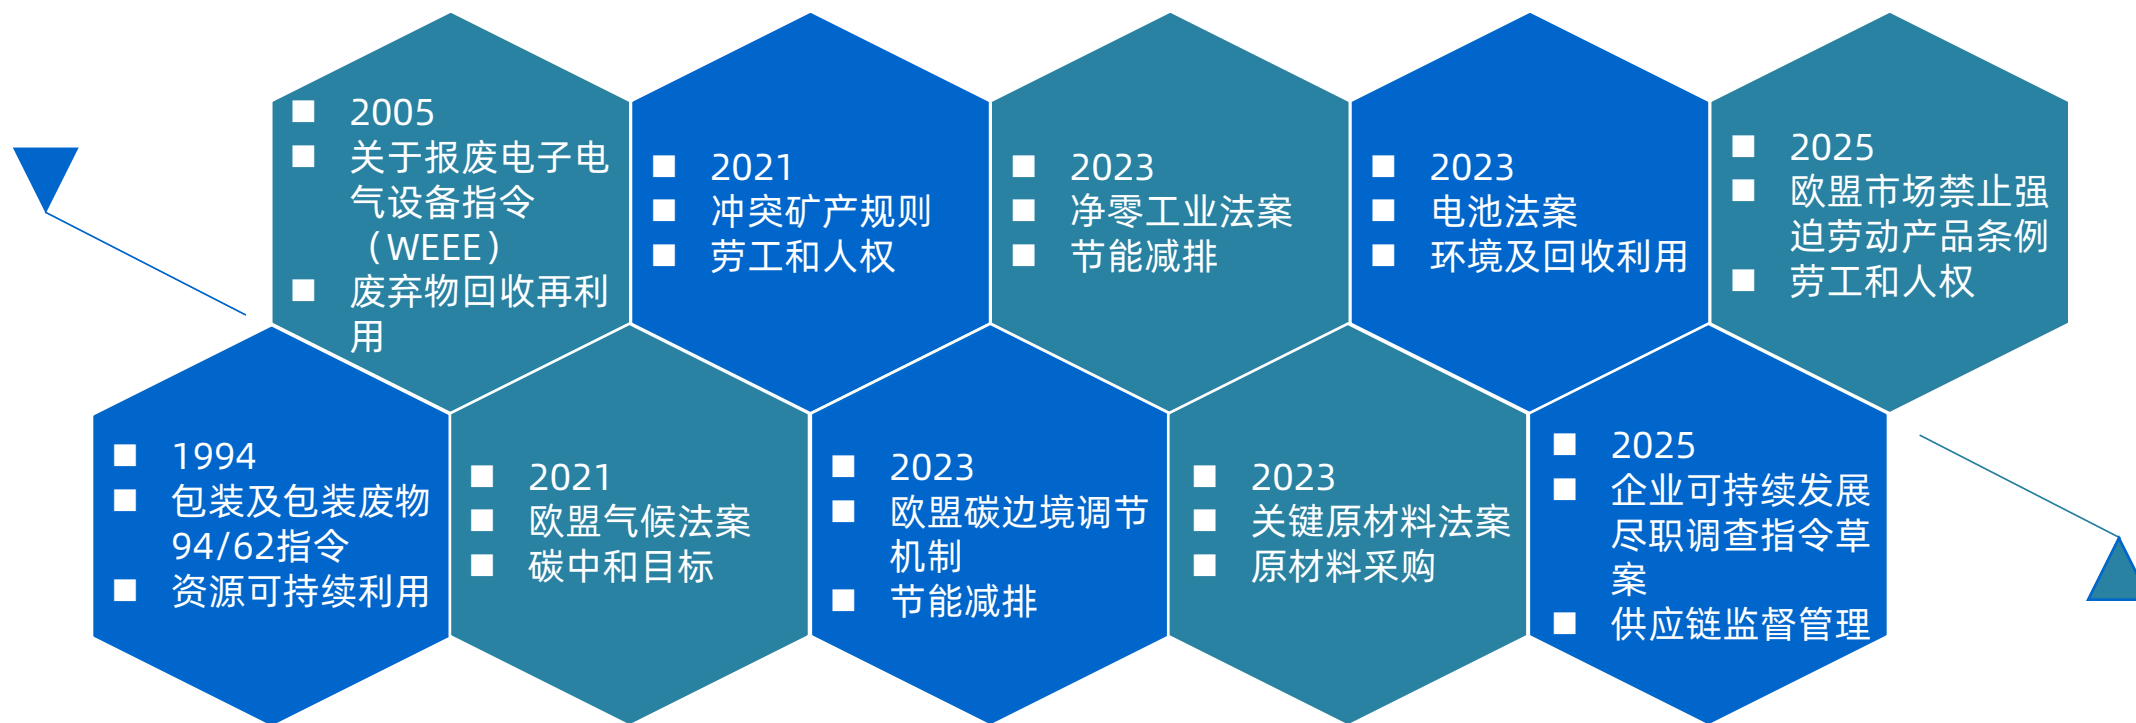 2005
关于报废电子电
气设备指令
（WEEE）
废弃物回收再利
用
2021
冲突矿产规则
劳工和人权
2023
净零工业法案
节能减排
2023
电池法案
环境及回收利用
2025
欧盟市场禁止强
迫劳动产品条例
劳工和人权
1994
包装及包装废物
94/62指令
资源可持续利用
2021
欧盟气候法案
碳中和目标
2023
欧盟碳边境调节
机制
节能减排
2023
关键原材料法案
原材料采购
2025
企业可持续发展
尽职调查指令草
案
供应链监督管理